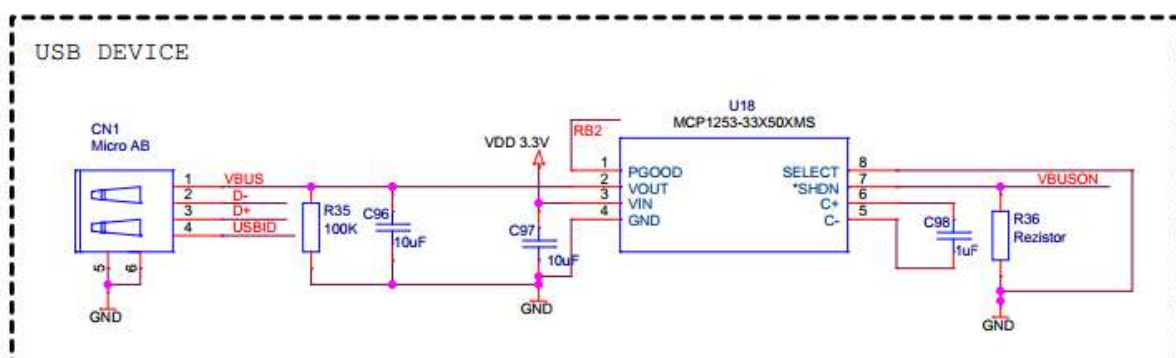 USB DEVICE
CN1
Micro AB
1
VBUS
2
D-
3
D+
4
USBID
5
6
GND
R35
100K
C96
10uF
VDD 3.3V
C97
10uF
GND
RB2
U18
MCP1253-33X50XMS
1
PGOOD
2
VOUT
3
VIN
4
GND
SELECT
8
*SHDN
7
VBUSON
C+
6
C-
5
C98
1uF
R36
Rezistor
GND